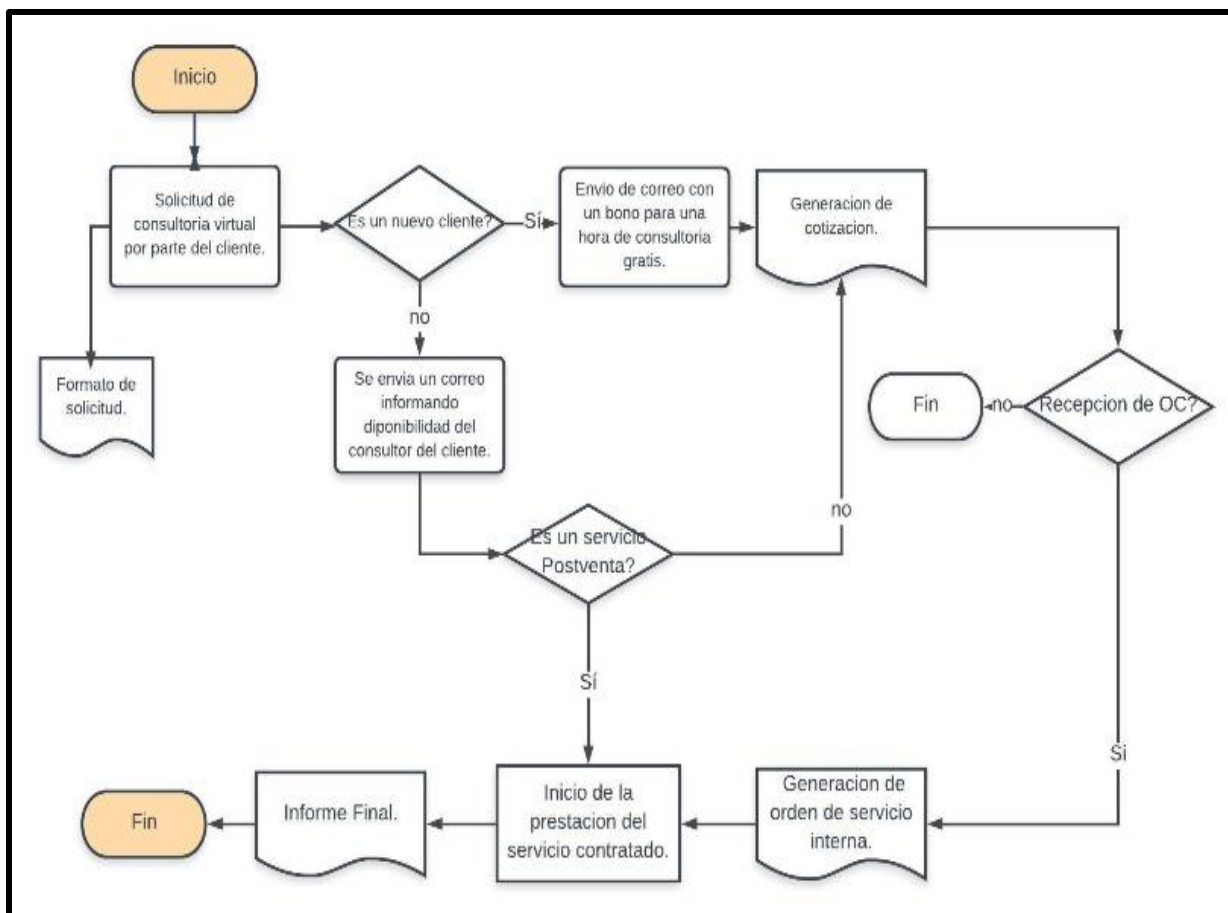 Inicio
Solicitud de
consultoria virtual
por parte del cliente.
Es un nuevo cliente?
Sí
Envio de correo con
un bono para una
hora de consultoria
gratis.
Generacion de
cotizacion.
no
Formato de
solicitud.
Se envia un correo
informando
diponibilidad del
consultor del cliente.
Fin
no
Recepcion de OC?
Es un servicio
Postventa?
no
Sí
Si
Fin
Informe Final.
Inicio de la
prestacion del
servicio contratado.
Generacion de
orden de servicio
interna.